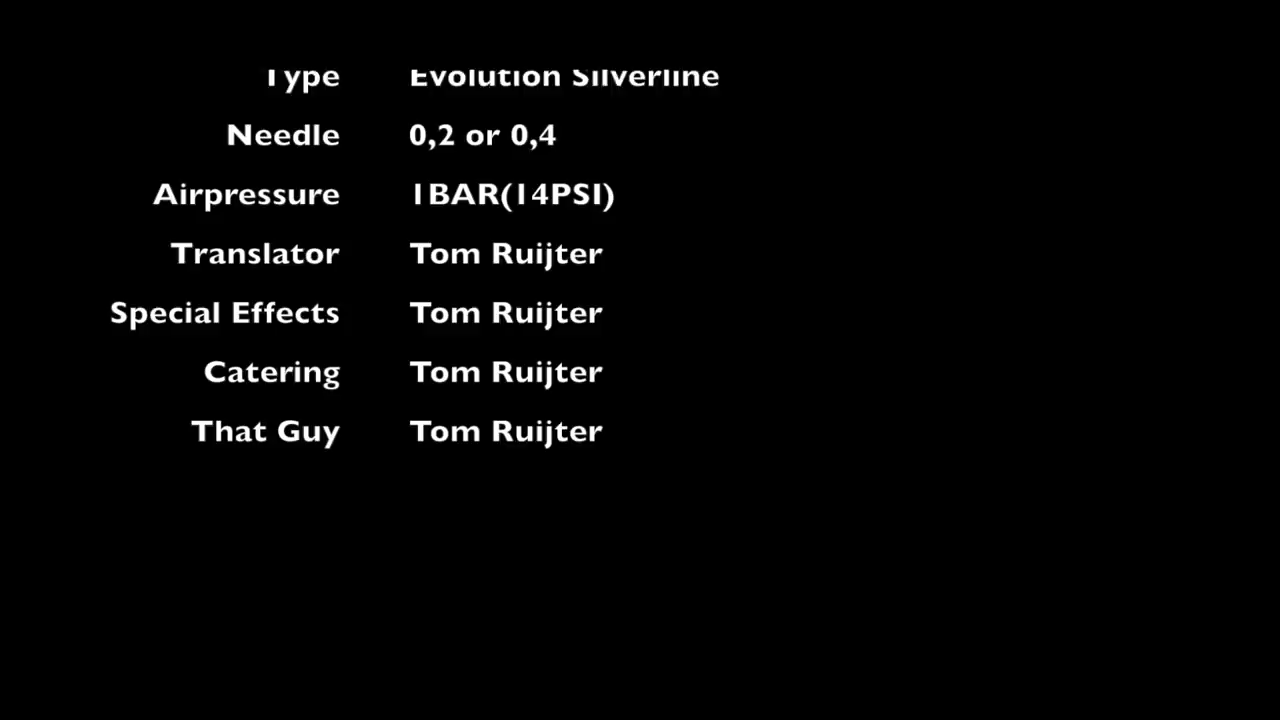 Type Evolution Silverline
Needle 0,2 or 0,4
Airpressure 1BAR(14PSI)
Translator Tom Ruijter
Special Effects Tom Ruijter
Catering Tom Ruijter
That Guy Tom Ruijter